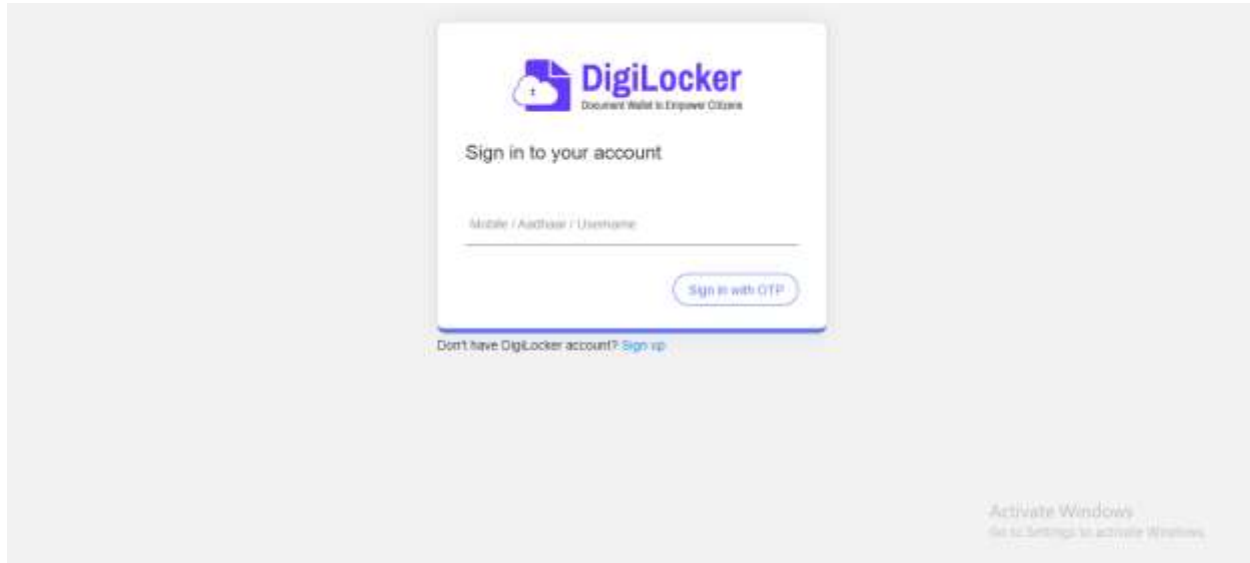 DigiLocker
Document Wallet to Empower Citizens
Sign in to your account
Mobile / Aadhaar / Username
Sign in with OTP
Don't have DigiLocker account? Sign up
Activate Windows
Go to Settings to activate Windows.